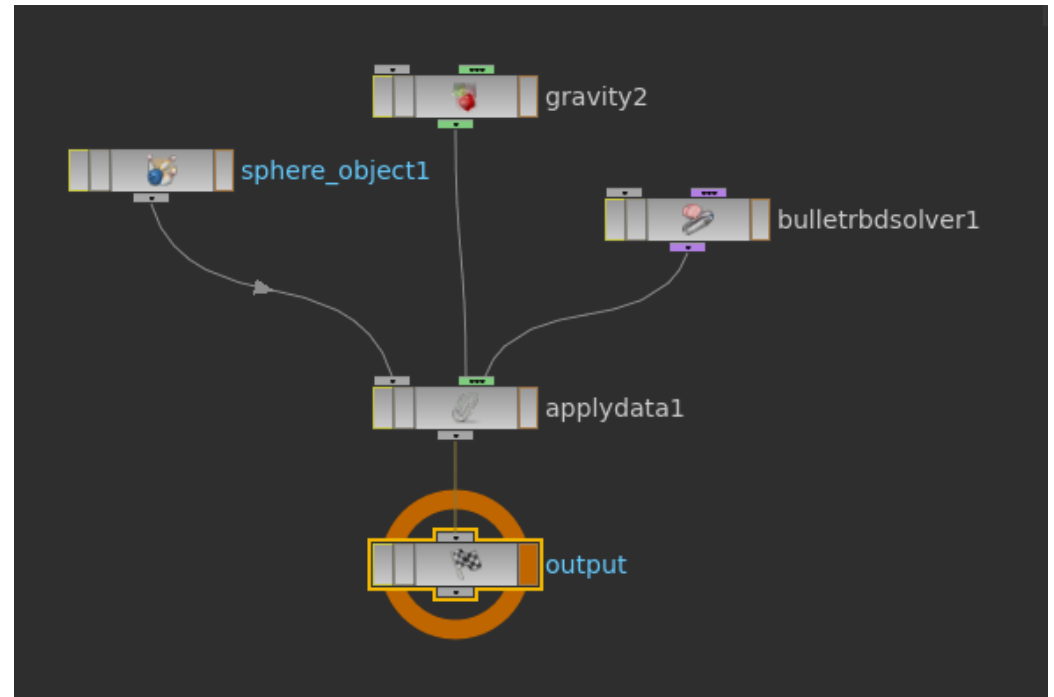 gravity2
sphere_object1
bulletrbdsolver1
applydata1
output